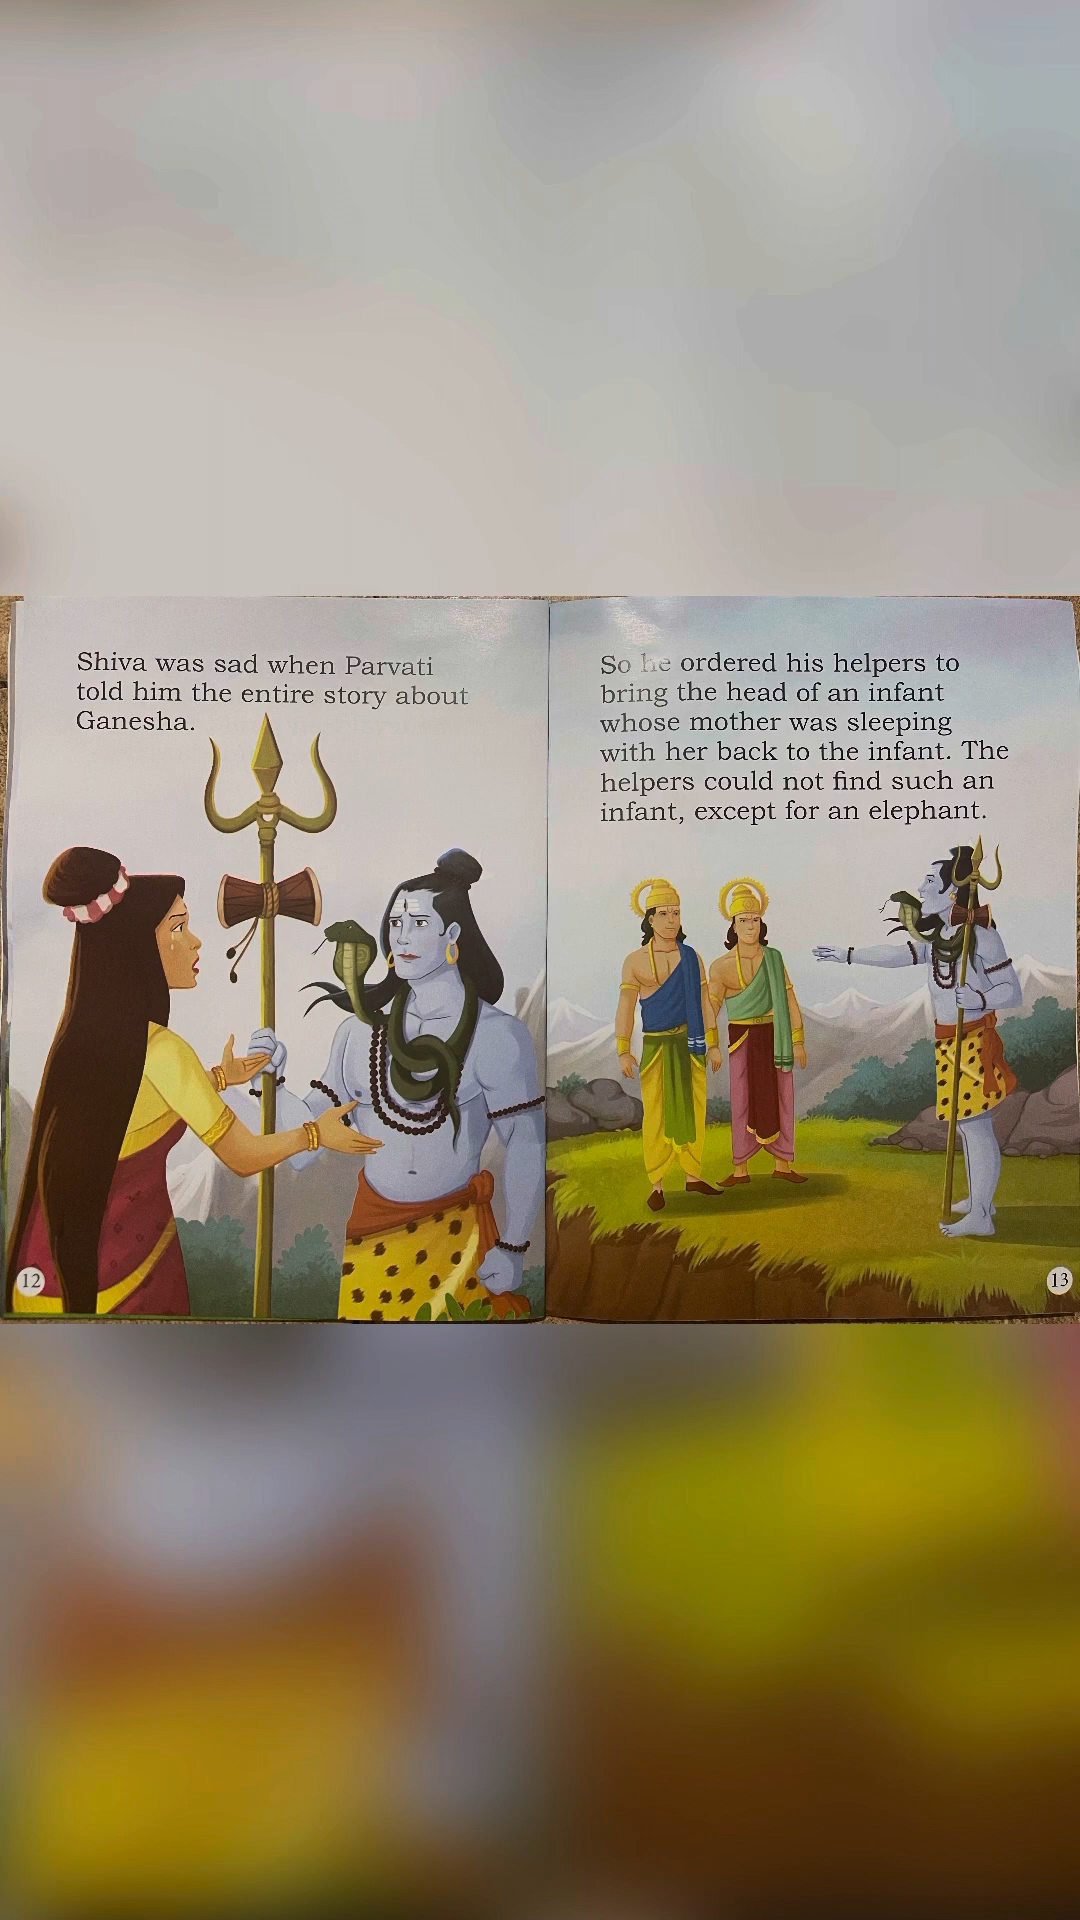 Shiva was sad when Parvati
told him the entire story about
Ganesha.
12
So he ordered his helpers to
bring the head of an infant
whose mother was sleeping
with her back to the infant. The
helpers could not find such an
infant, except for an elephant.
13